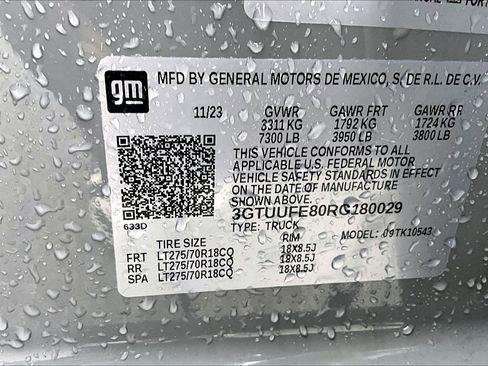 FOR
gm
MFD BY GENERAL MOTORS DE MEXICO, S. DE R.L. DE C.V.
11/23 GVWR GAWR FRT GAWR RR
3311 KG 1792 KG 1724 KG
7300 LB 3950 LB 3800 LB
THIS VEHICLE CONFORMS TO ALL
APPLICABLE U.S. FEDERAL MOTOR
VEHICLE SAFETY STANDARDS IN EFFECT
ON THE DATE OF MANUFACTURE
SHOWN ABOVE.
3GTUUFE80RG180029
633D TYPE: TRUCK MODEL: 09TK10543
TIRE SIZE RIM
FRT LT275/70R18CQ 18X8.5J
RR LT275/70R18CQ 18X8.5J
SPA LT275/70R18CQ 18X8.5J